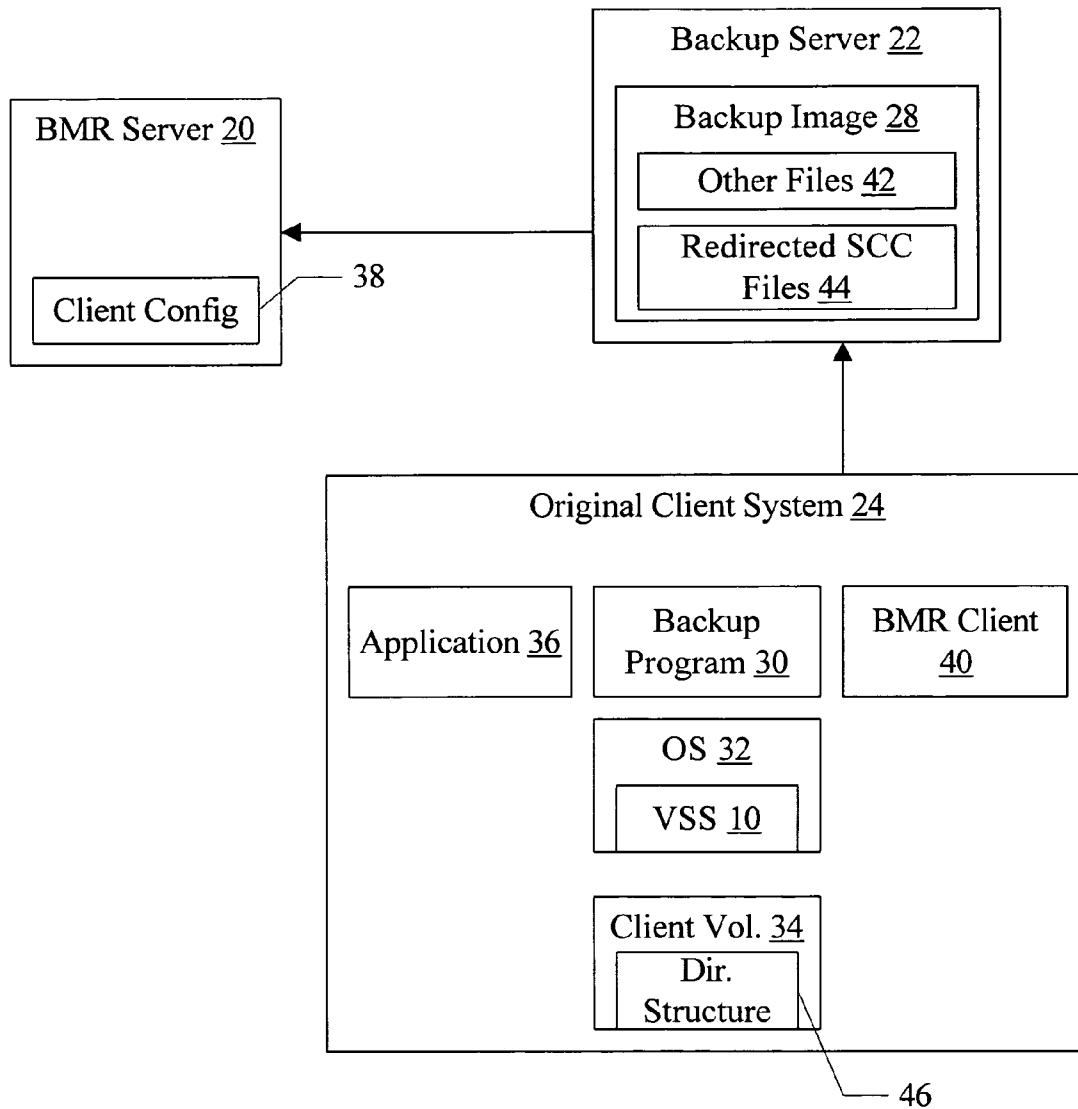 Backup Server 22
BMR Server 20
Backup Image 28
Other Files 42
Redirected SCC
Files 44
Client Config
38
Original Client System 24
Application 36
Backup
Program 30
BMR Client
40
OS 32
VSS 10
Client Vol. 34
Dir.
Structure
46